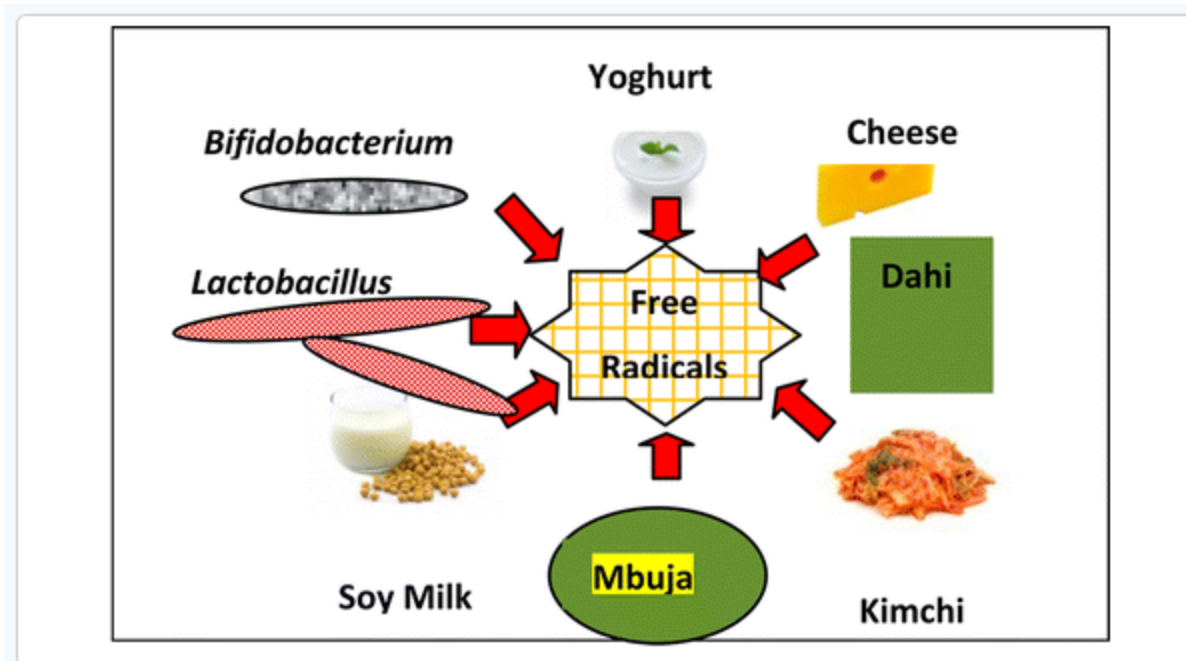 Yoghurt
Cheese
Bifidobacterium
Dahi
Lactobacillus
Free
Radicals
Mbuja
Soy Milk
Kimchi